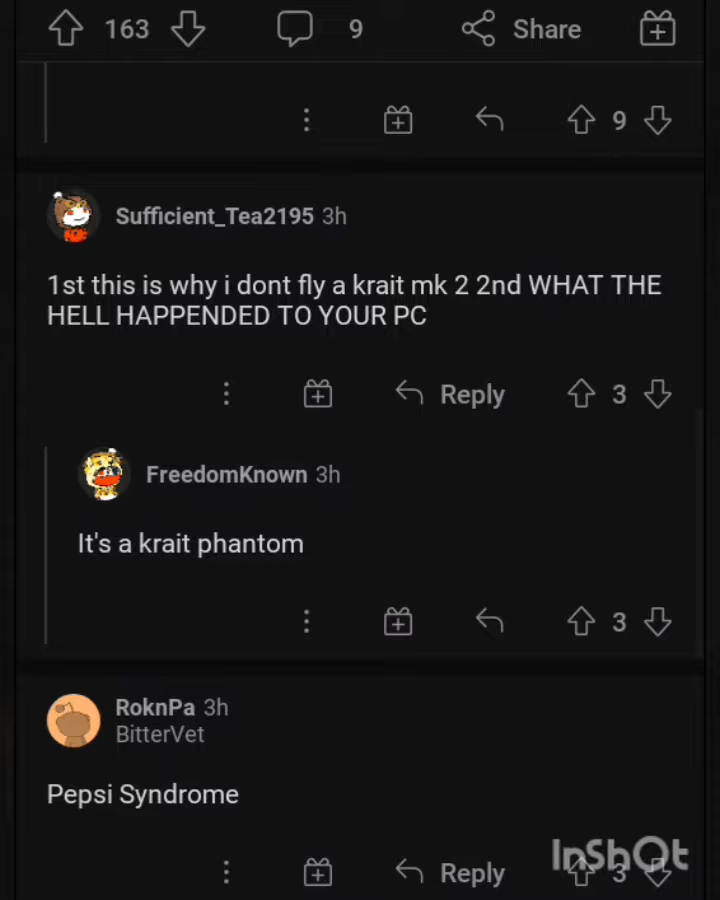 163 9 Share
9
Sufficient_Tea2195 3h
1st this is why i dont fly a krait mk 2 2nd WHAT THE
HELL HAPPENDED TO YOUR PC
Reply 3
FreedomKnown 3h
It's a krait phantom
3
RoknPa 3h
BitterVet
Pepsi Syndrome
InShOt
Reply 3